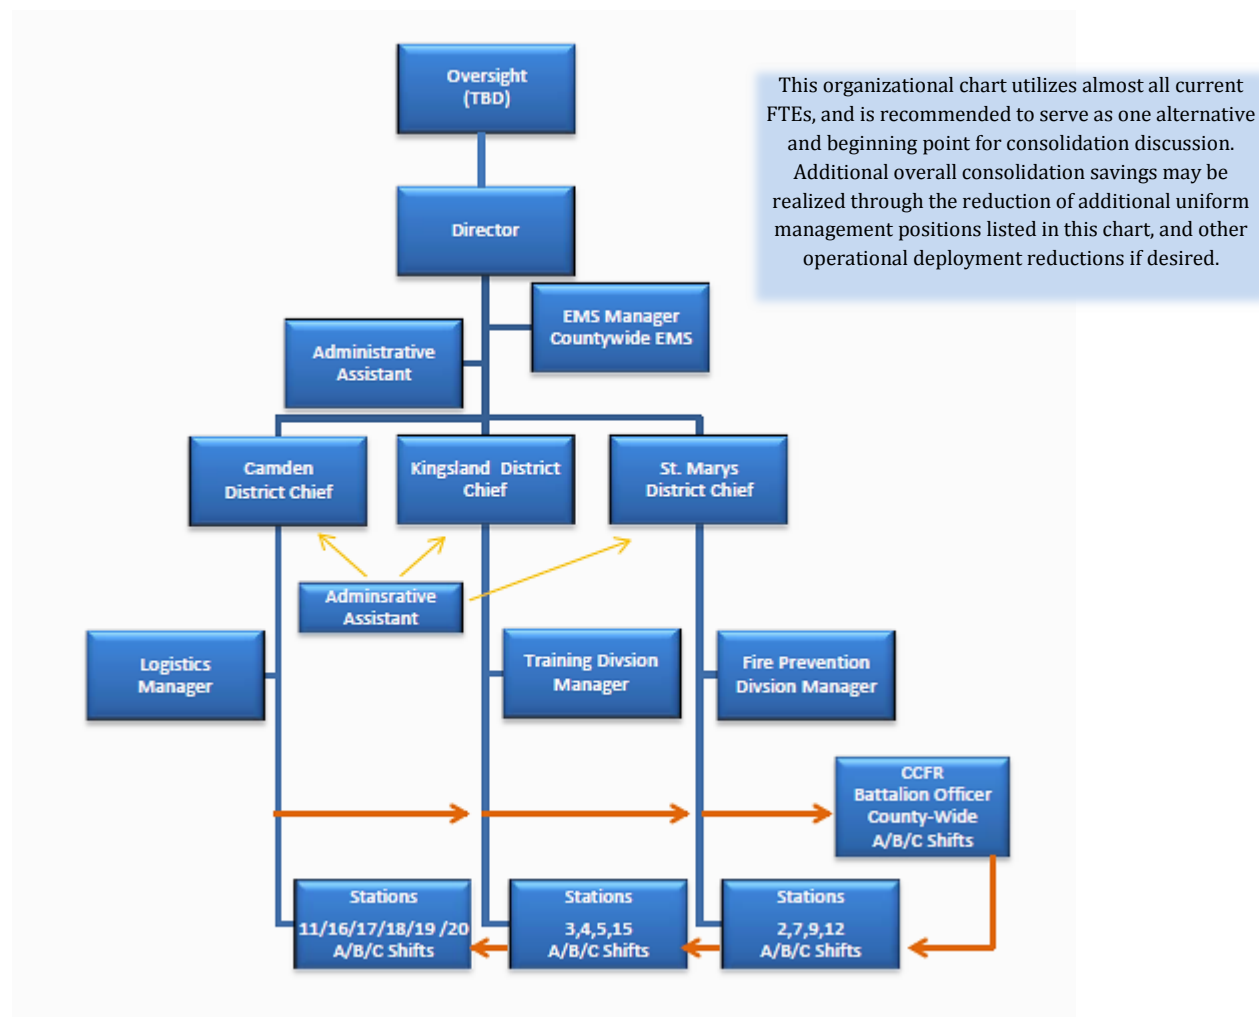 Oversight
(TBD)
This organizational chart utilizes almost all current
FTEs, and is recommended to serve as one alternative
and beginning point for consolidation discussion.
Additional overall consolidation savings may be
realized through the reduction of additional uniform
management positions listed in this chart, and other
operational deployment reductions if desired.
Director
EMS Manager
Countywide EMS
Administrative
Assistant
Camden
District Chief
Kingsland District
Chief
St. Marys
District Chief
Adminsrative
Assistant
Logistics
Manager
Training Divsion
Manager
Fire Prevention
Divsion Manager
CCFR
Battalion Officer
County-Wide
A/B/C Shifts
Stations
11/16/17/18/19 /20
A/B/C Shifts
Stations
3,4,5,15
A/B/C Shifts
Stations
2,7,9,12
A/B/C Shifts